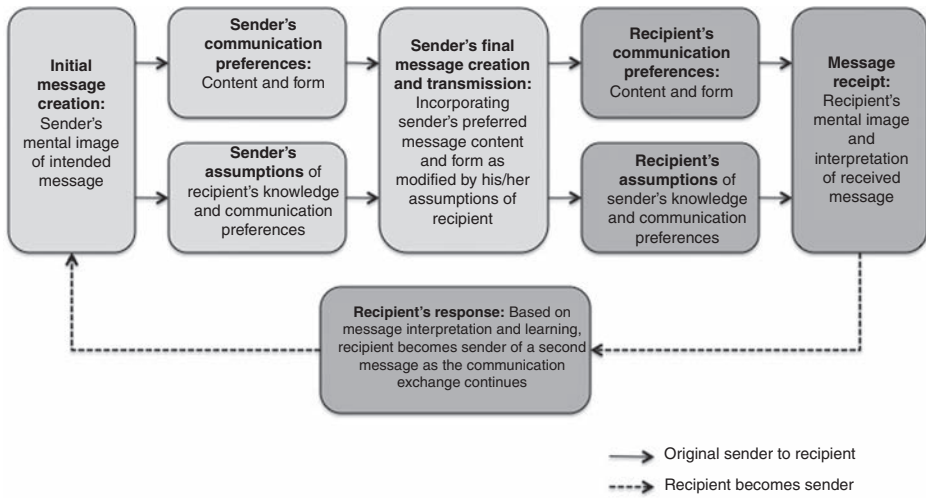 Initial
message
creation:
Sender's
mental image
of intended
message
Sender's
communication
preferences:
Content and form
Sender's
assumptions of
recipient's knowledge
and communication
preferences
Sender's final
message creation
and transmission:
Incorporating
sender's preferred
message content
and form as
modified by his/her
assumptions of
recipient
Recipient's
communication
preferences:
Content and form
Recipient's
assumptions of
sender's knowledge
and communication
preferences
Message
receipt:
Recipient's
mental image
and
interpretation
of received
message
Recipient's response: Based on
message interpretation and learning,
recipient becomes sender of a second
message as the communication
exchange continues
Original sender to recipient
Recipient becomes sender